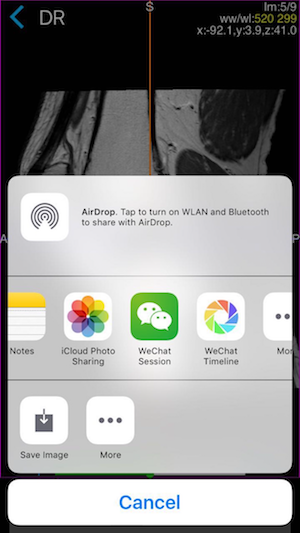 DR
S
Im:5/9
ww/wl:520 299
x:-92.1,y:3.9,z:41.0
AirDrop. Tap to turn on WLAN and Bluetooth
to share with AirDrop.
A
P
Notes
iCloud Photo
Sharing
WeChat
Session
WeChat
Timeline
Mor
Save Image
More
Cancel